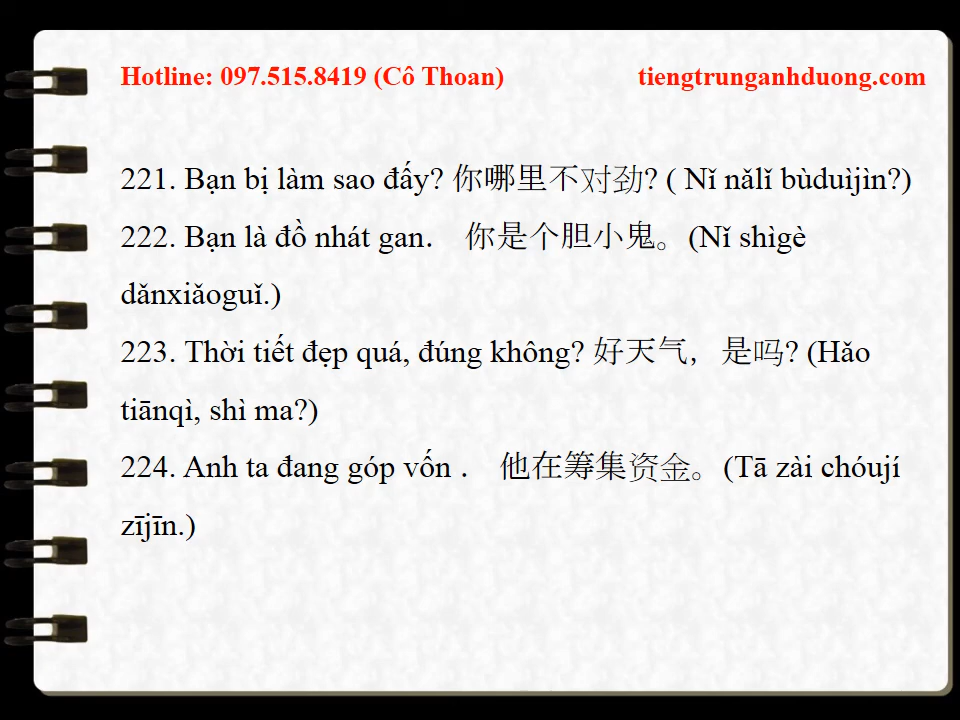 Hotline: 097.515.8419 (Cô Thoan) tiengtrunganhduong.com
221. Bạn bị làm sao đấy? 你哪里不对劲? ( Nǐ nǎlǐ bùduìjìn?)
222. Bạn là đồ nhát gan． 你是个胆小鬼。(Nǐ shìgè
dǎnxiǎoguǐ.)
223. Thời tiết đẹp quá, đúng không? 好天气，是吗? (Hǎo
tiānqì, shì ma?)
224. Anh ta đang góp vốn． 他在筹集资金。(Tā zài chóují
zījīn.)